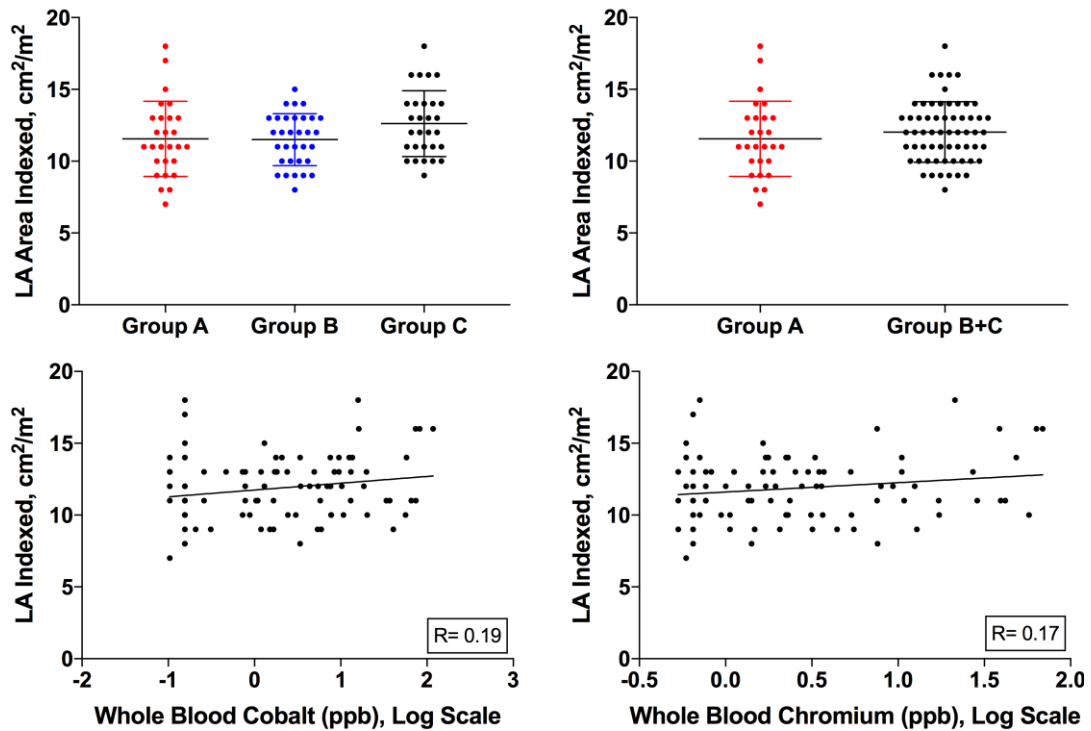 LA Area Indexed, cm²/m²
20
15
10
5
0
Group A
Group B
Group C
LA Area Indexed, cm²/m²
20
15
10
5
0
Group A
Group B+C
LA Indexed, cm²/m²
20
15
10
5
0
R= 0.19
-2
-1
0
1
2
3
Whole Blood Cobalt (ppb), Log Scale
LA Indexed, cm²/m²
20
15
10
5
0
R= 0.17
-0.5
0.0
0.5
1.0
1.5
2.0
Whole Blood Chromium (ppb), Log Scale